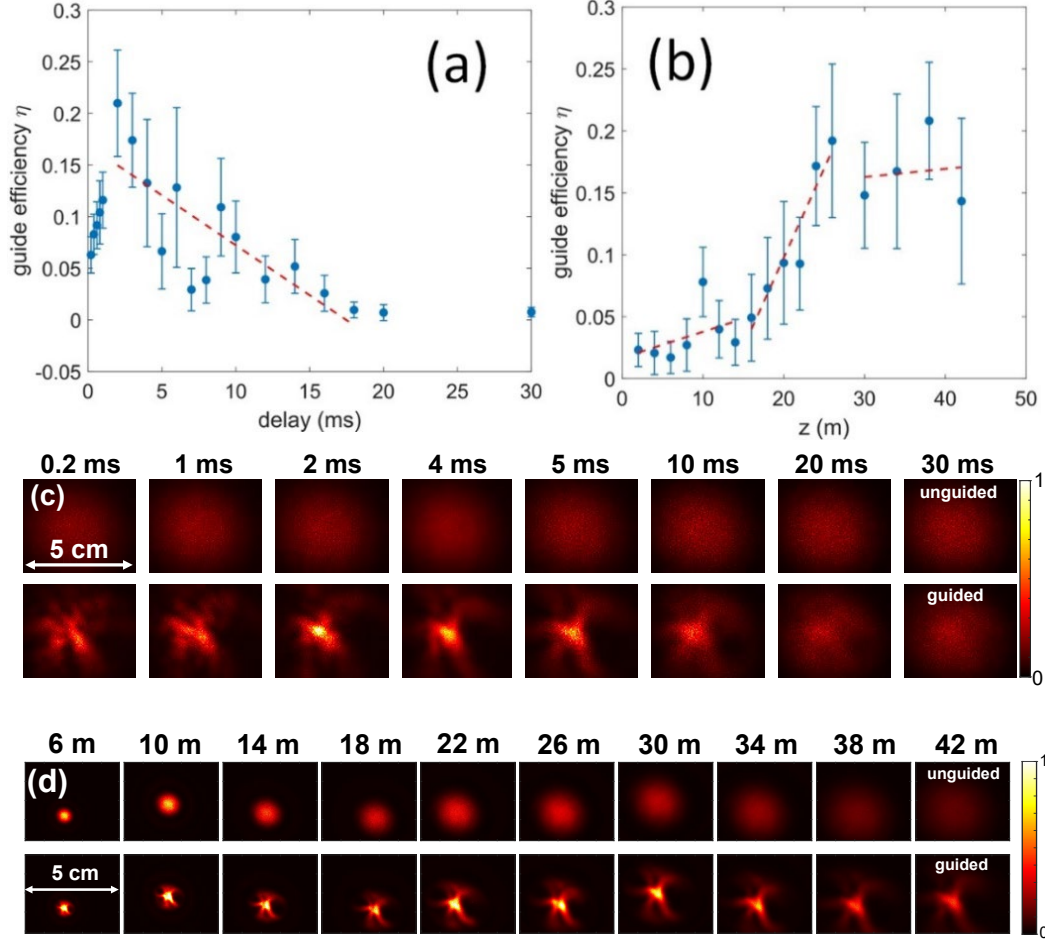 (a)
0.3
0.25
0.2
0.15
0.1
0.05
0
-0.05
guide efficiency η
0 5 10 15 20 25 30
delay (ms)
(b)
0.3
0.25
0.2
0.15
0.1
0.05
0
guide efficiency η
0 10 20 30 40 50
z (m)
0.2 ms 1 ms 2 ms 4 ms 5 ms 10 ms 20 ms 30 ms
(c)
unguided
1
5 cm
guided
0
6 m 10 m 14 m 18 m 22 m 26 m 30 m 34 m 38 m 42 m
(d)
unguided
1
5 cm
guided
0